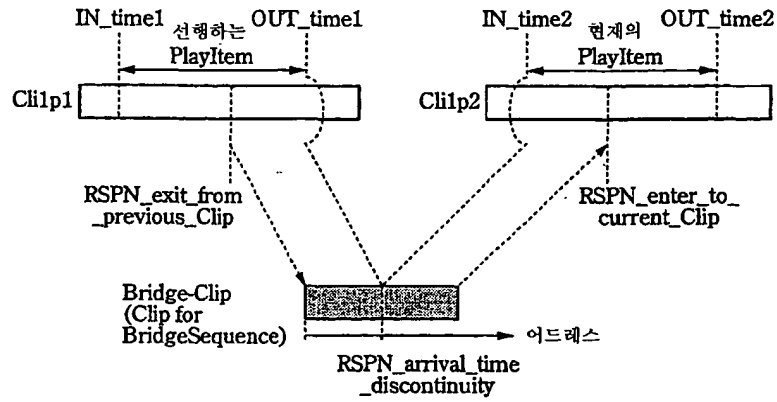 IN_time1 선행하는 OUT_time1
PlayItem
IN_time2 현재의 OUT_time2
PlayItem
Cli1p1
Cli1p2
RSPN_exit_from
_previous_Clip
RSPN_enter_to_
current_Clip
Bridge-Clip
(Clip for
BridgeSequence)
어드레스
RSPN_arrival_time
_discontinuity